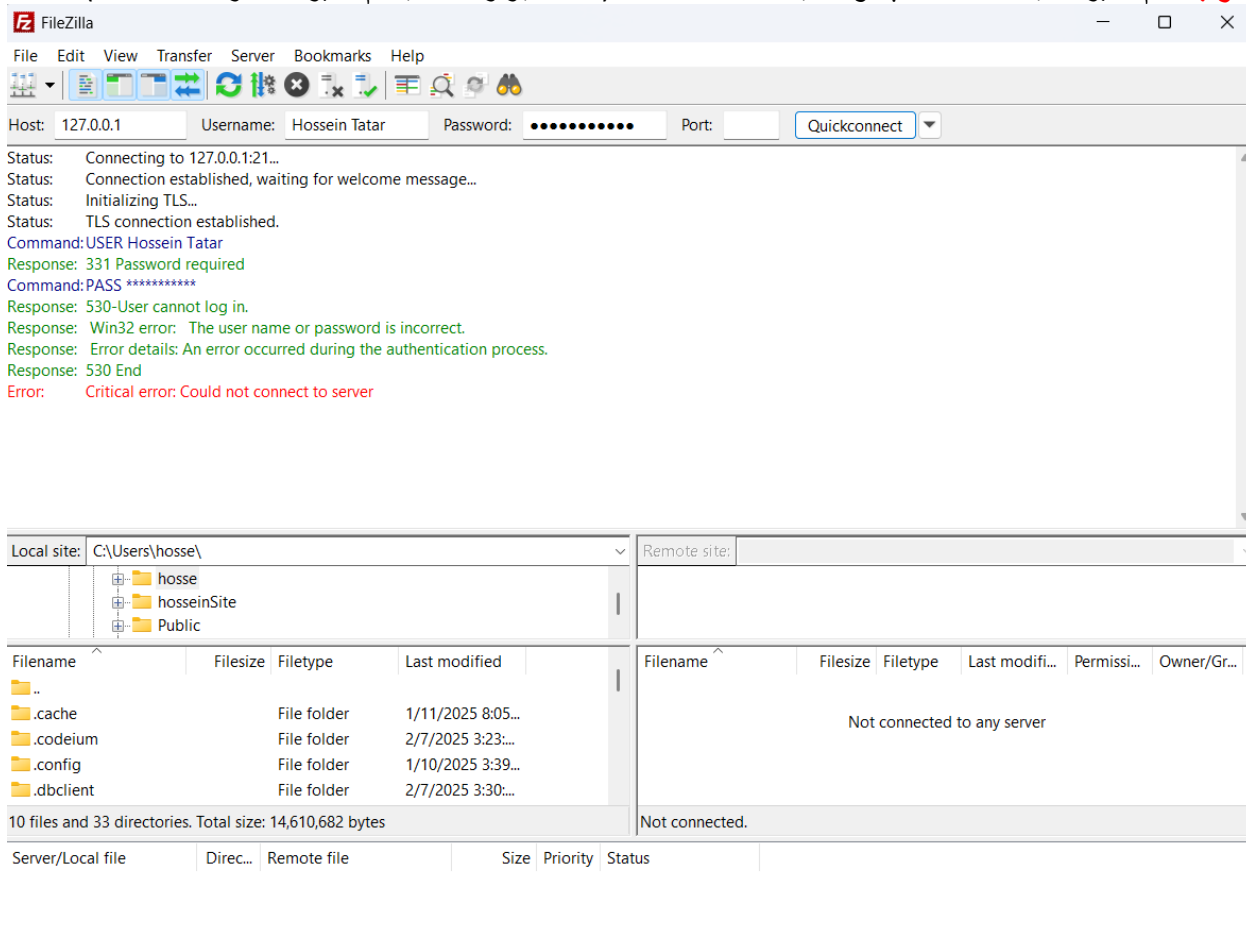 FileZilla
File Edit View Transfer Server Bookmarks Help
Host: 127.0.0.1 Username: Hossein Tatar Password: ●●●●●●●●●●● Port: Quickconnect
Status: Connecting to 127.0.0.1:21...
Status: Connection established, waiting for welcome message...
Status: Initializing TLS...
Status: TLS connection established.
Command: USER Hossein Tatar
Response: 331 Password required
Command: PASS ***********
Response: 530-User cannot log in.
Response: Win32 error: The user name or password is incorrect.
Response: Error details: An error occurred during the authentication process.
Response: 530 End
Error: Critical error: Could not connect to server
Local site: C:\Users\hosse\ Remote site:
hosse
hosseinSite
Public
Filename Filesize Filetype Last modified Filename Filesize Filetype Last modifi... Permissi... Owner/Gr...
..
.cache File folder 1/11/2025 8:05...
Not connected to any server
.codeium File folder 2/7/2025 3:23:...
.config File folder 1/10/2025 3:39...
.dbclient File folder 2/7/2025 3:30:...
10 files and 33 directories. Total size: 14,610,682 bytes Not connected.
Server/Local file Direc... Remote file Size Priority Status